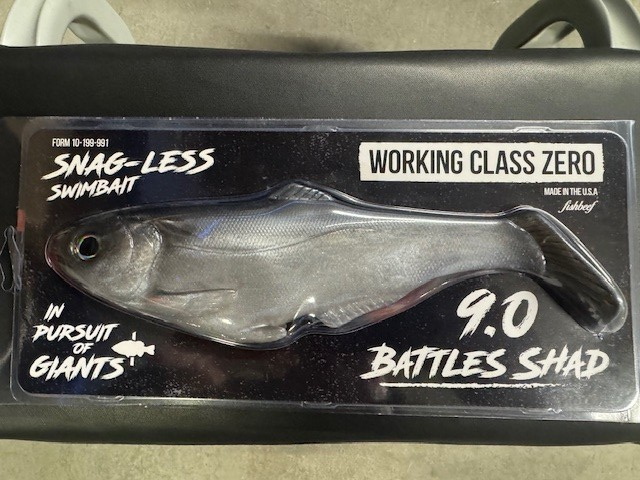 FORM 10-199-991
SNAG-LESS
SWIMBAIT
WORKING CLASS ZERO
MADE IN THE U.S.A
fishbeef
IN
PURSUIT
OF
GIANTS
9.0
BATTLES SHAD